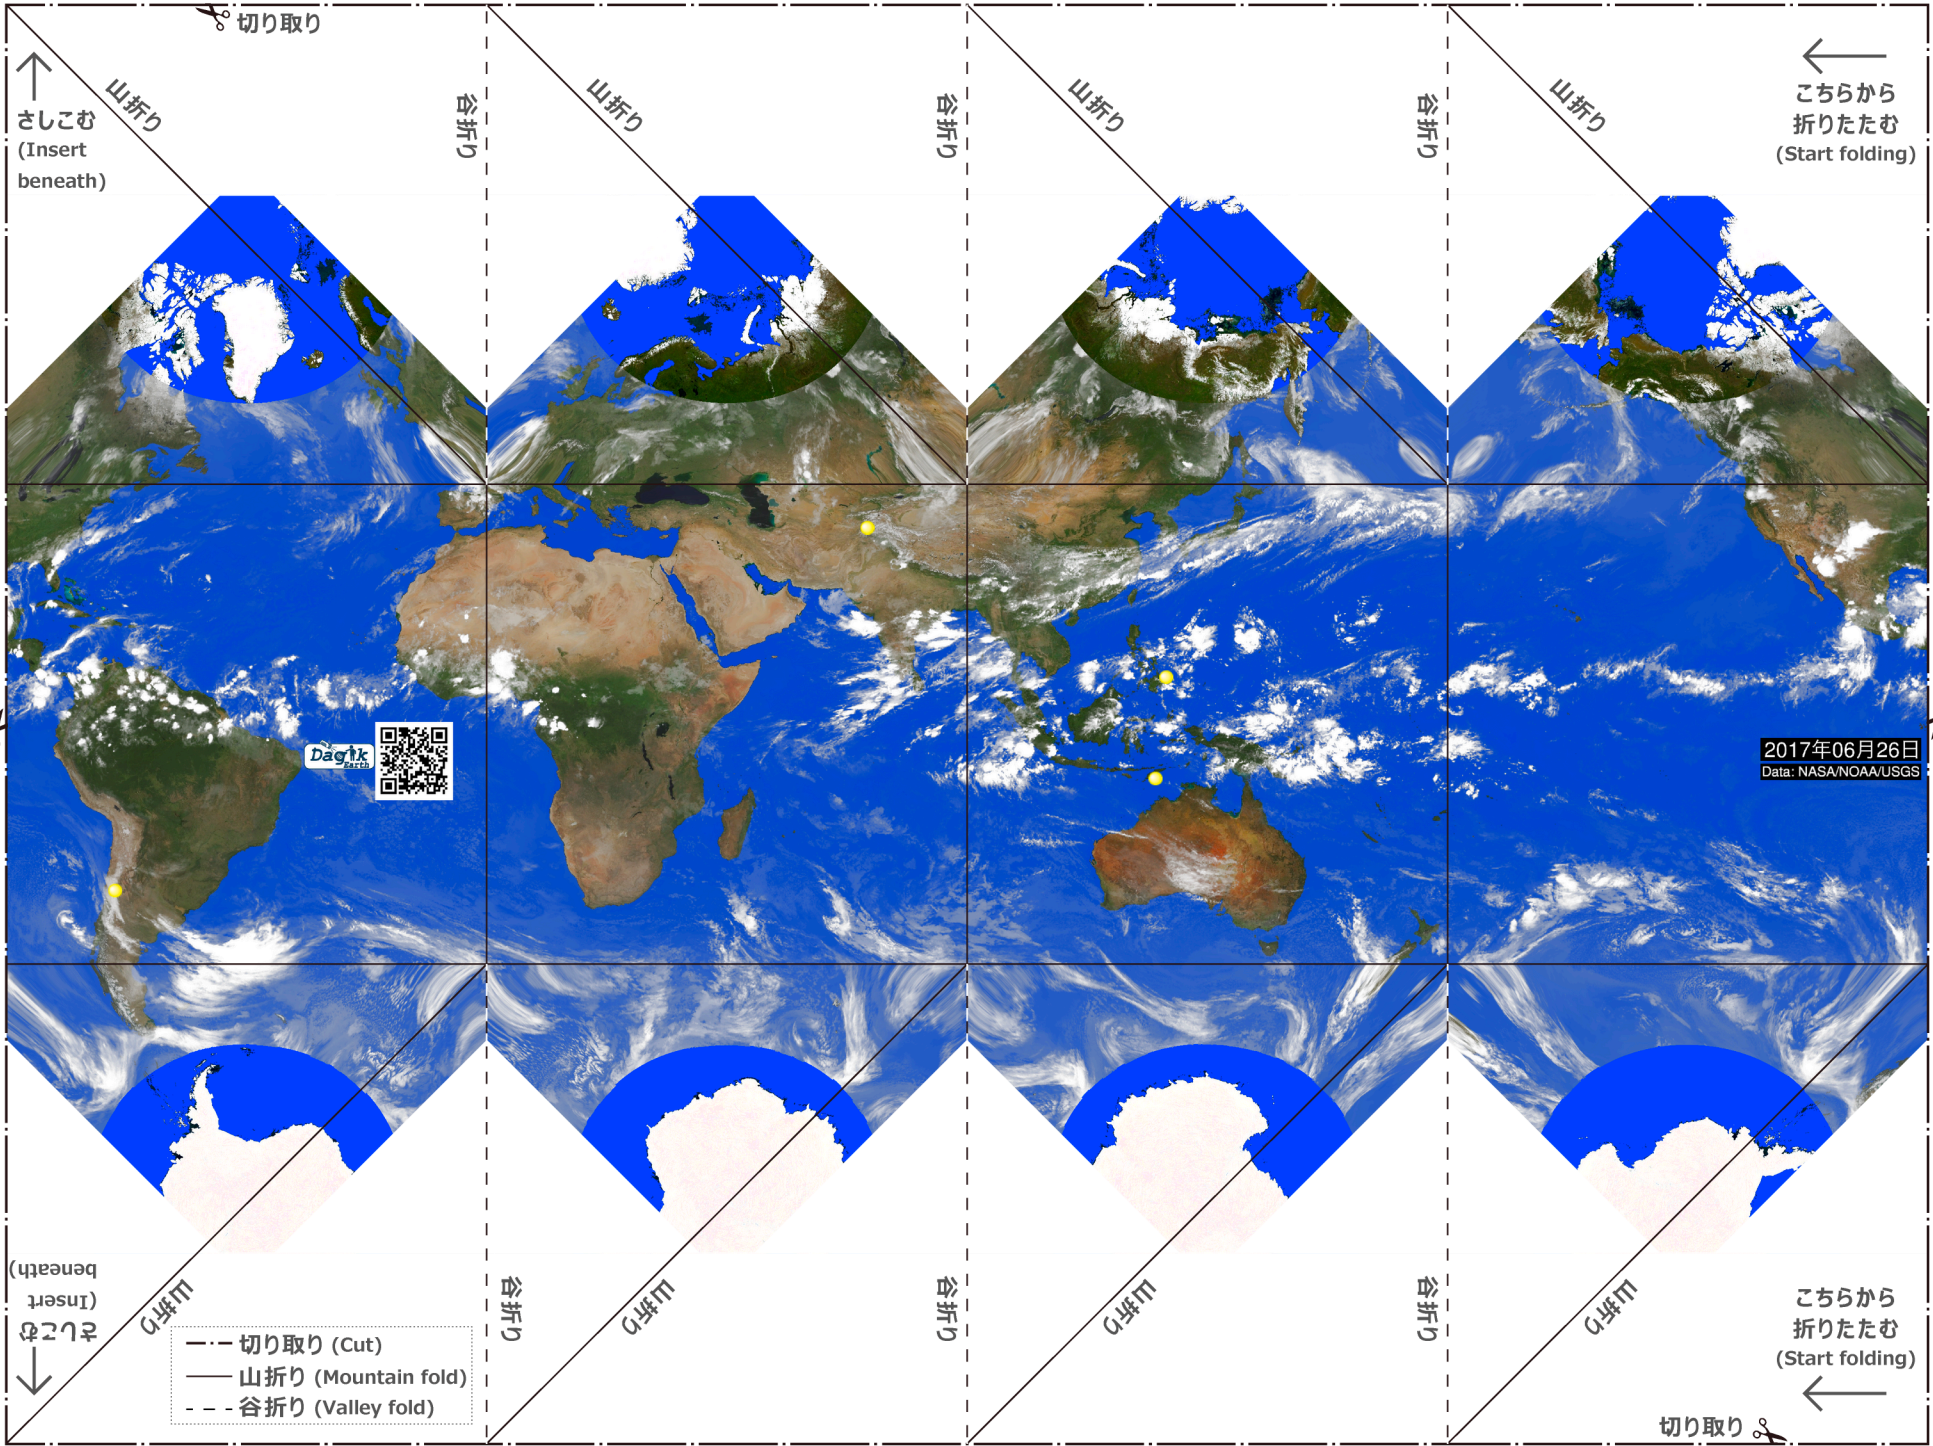 切り取り
山折り
谷折り
山折り
谷折り
山折り
谷折り
山折り
さしこむ
(Insert
beneath)
こちらから
折りたたむ
(Start folding)
Dagik
Earth
2017年06月26日
Data: NASA/NOAA/USGS
さしこむ
(Insert
beneath)
山折り
谷折り
山折り
谷折り
山折り
谷折り
山折り
こちらから
折りたたむ
(Start folding)
切り取り (Cut)
山折り (Mountain fold)
谷折り (Valley fold)
切り取り